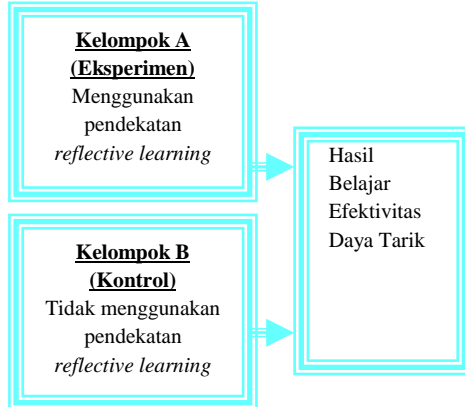 Kelompok A
(Eksperimen)
Menggunakan
pendekatan
reflective learning
Hasil
Belajar
Efektivitas
Daya Tarik
Kelompok B
(Kontrol)
Tidak menggunakan
pendekatan
reflective learning